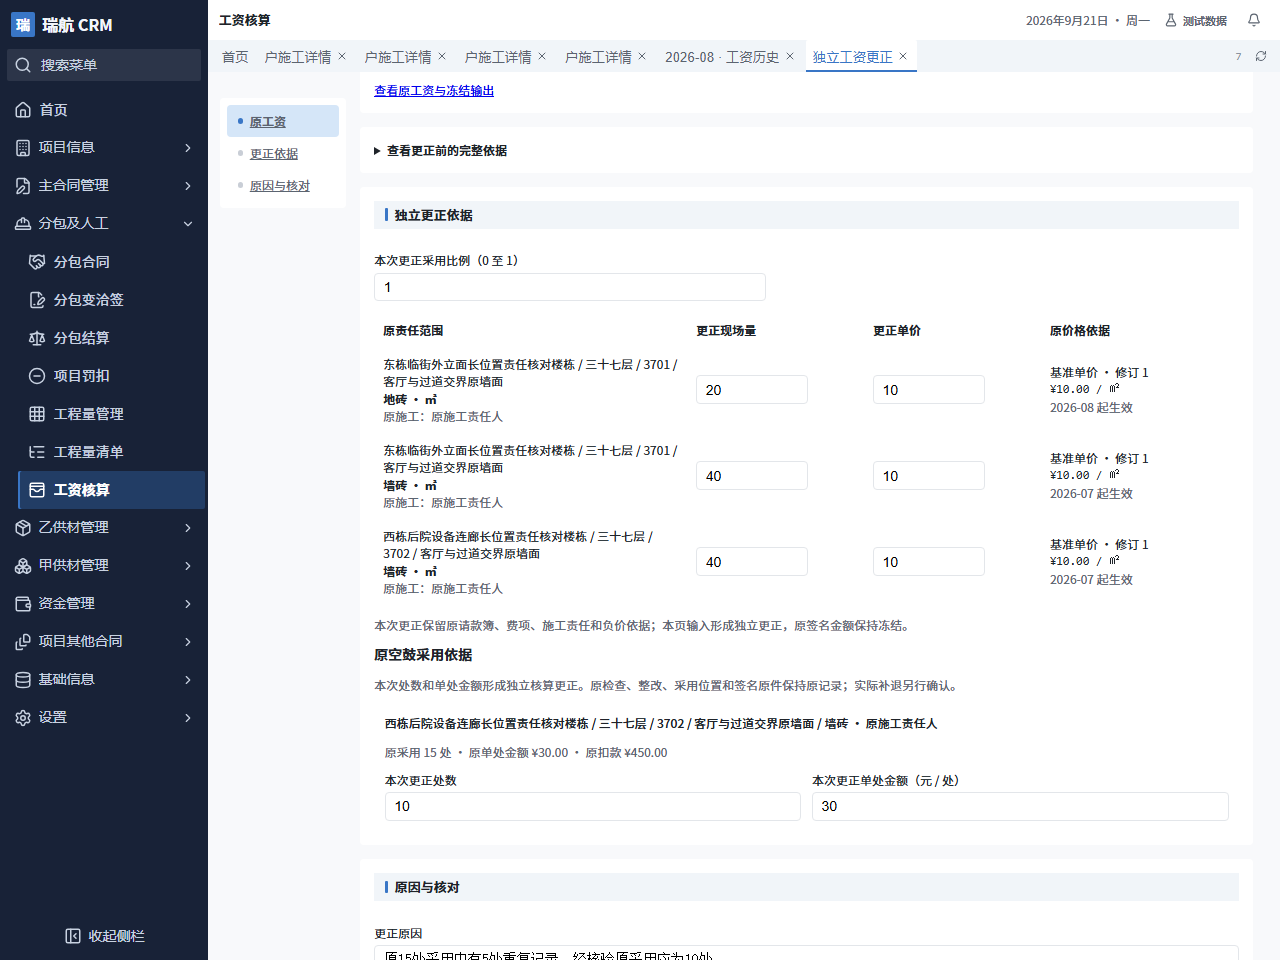 瑞 瑞航 CRM
搜索菜单
首页
项目信息
主合同管理
分包及人工
分包合同
分包变洽签
分包结算
项目罚扣
工程量管理
工程量清单
工资核算
乙供材管理
甲供材管理
资金管理
项目其他合同
基础信息
设置
收起侧栏
工资核算
2026年9月21日 · 周一
测试数据
首页
户施工详情
户施工详情
户施工详情
户施工详情
2026-08 · 工资历史
独立工资更正
7
原工资
更正依据
原因与核对
查看原工资与冻结输出
查看更正前的完整依据
独立更正依据
本次更正采用比例（0 至 1）
1
原责任范围 更正现场量 更正单价 原价格依据
东栋临街外立面长位置责任核对楼栋 / 三十七层 / 3701 /
客厅与过道交界原墙面
地砖 · ㎡
原施工：原施工责任人
20
10
基准单价 · 修订 1
¥10.00 / ㎡
2026-08 起生效
东栋临街外立面长位置责任核对楼栋 / 三十七层 / 3701 /
客厅与过道交界原墙面
墙砖 · ㎡
原施工：原施工责任人
40
10
基准单价 · 修订 1
¥10.00 / ㎡
2026-07 起生效
西栋后院设备连廊长位置责任核对楼栋 / 三十七层 /
3702 / 客厅与过道交界原墙面
墙砖 · ㎡
原施工：原施工责任人
40
10
基准单价 · 修订 1
¥10.00 / ㎡
2026-07 起生效
本次更正保留原请款簿、费项、施工责任和负价依据；本页输入形成独立更正，原签名金额保持冻结。
原空鼓采用依据
本次处数和单处金额形成独立核算更正。原检查、整改、采用位置和签名原件保持原记录；实际补退另行确认。
西栋后院设备连廊长位置责任核对楼栋 / 三十七层 / 3702 / 客厅与过道交界原墙面 / 墙砖 · 原施工责任人
原采用 15 处 · 原单处金额 ¥30.00 · 原扣款 ¥450.00
本次更正处数
10
本次更正单处金额（元 / 处）
30
原因与核对
更正原因
原15处采用中有5处重复记录，经核验原采用应为10处。